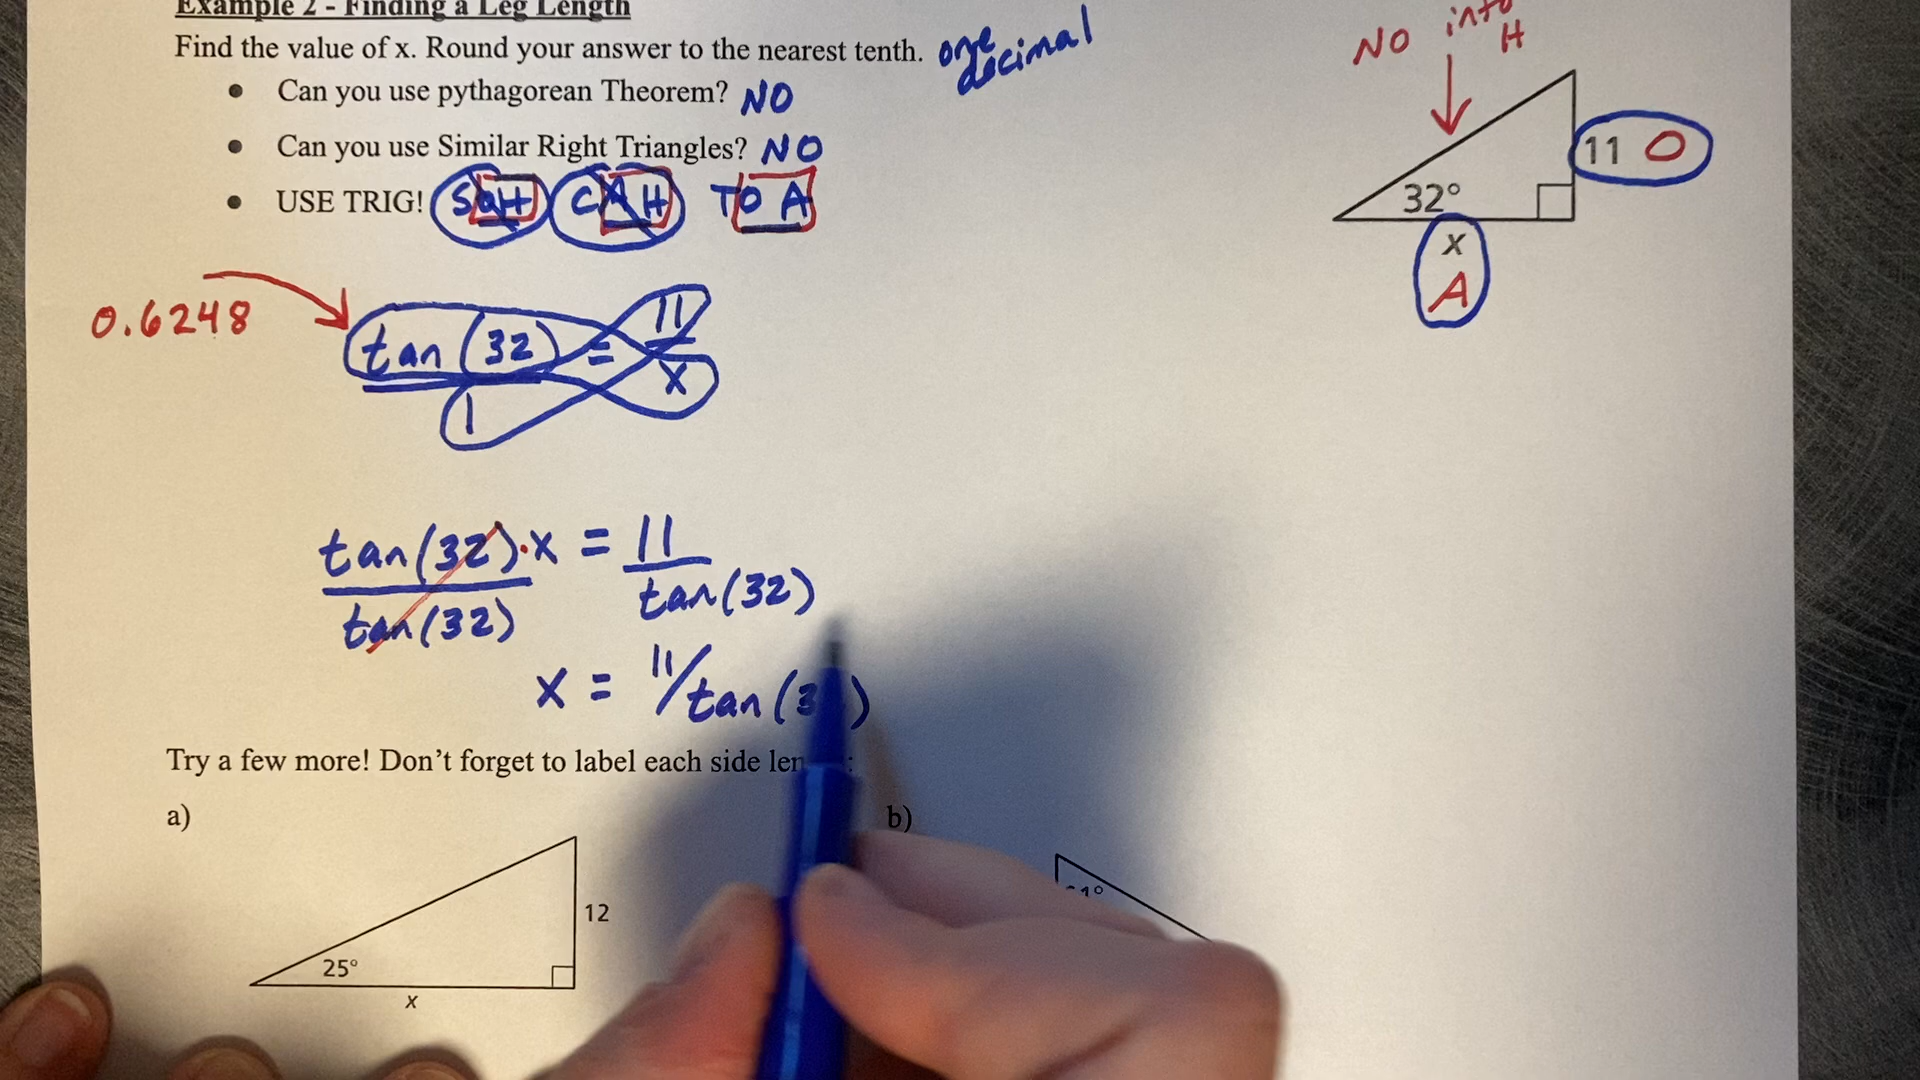 Example 2 - Finding a Leg Length
Find the value of x. Round your answer to the nearest tenth. one decimal
• Can you use pythagorean Theorem? NO
• Can you use Similar Right Triangles? NO
• USE TRIG! SOH CAH TOA
NO into H
11 O
32°
x
A
0.6248
tan (32) = 11
1 x
tan(32)·x = 11
tan(32) tan(32)
x = 11/tan(3 )
Try a few more! Don't forget to label each side
a)
b)
12
25°
x